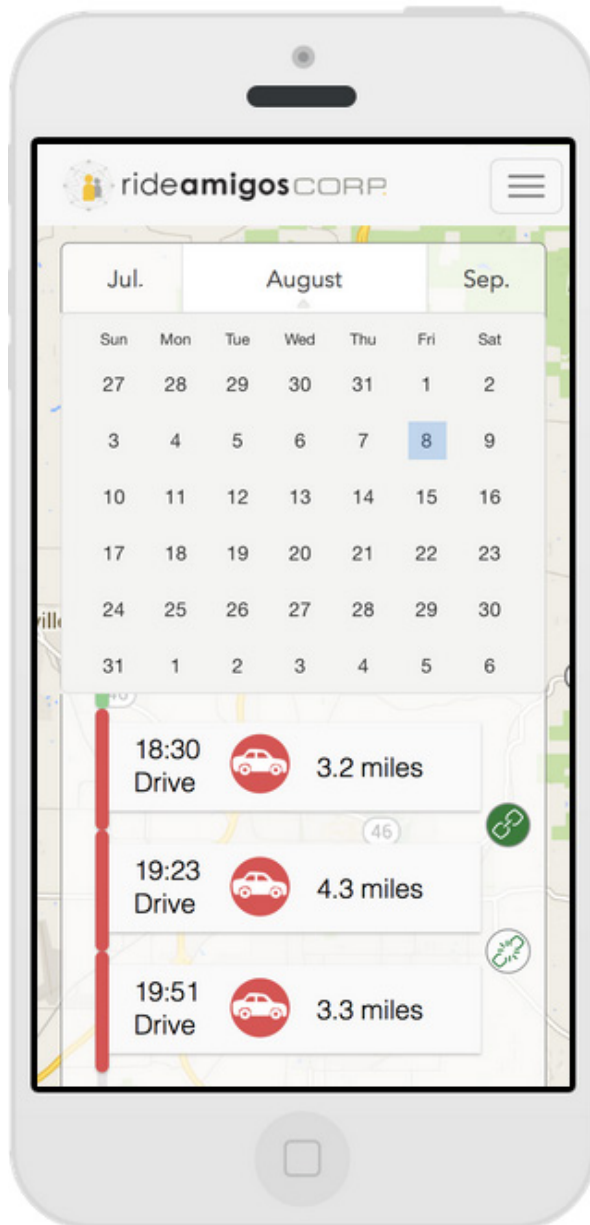 rideamigos CORP.
Jul. August Sep.
Sun Mon Tue Wed Thu Fri Sat
27 28 29 30 31 1 2
3 4 5 6 7 8 9
10 11 12 13 14 15 16
17 18 19 20 21 22 23
24 25 26 27 28 29 30
31 1 2 3 4 5 6
18:30
Drive
3.2 miles
46
19:23
Drive
4.3 miles
19:51
Drive
3.3 miles